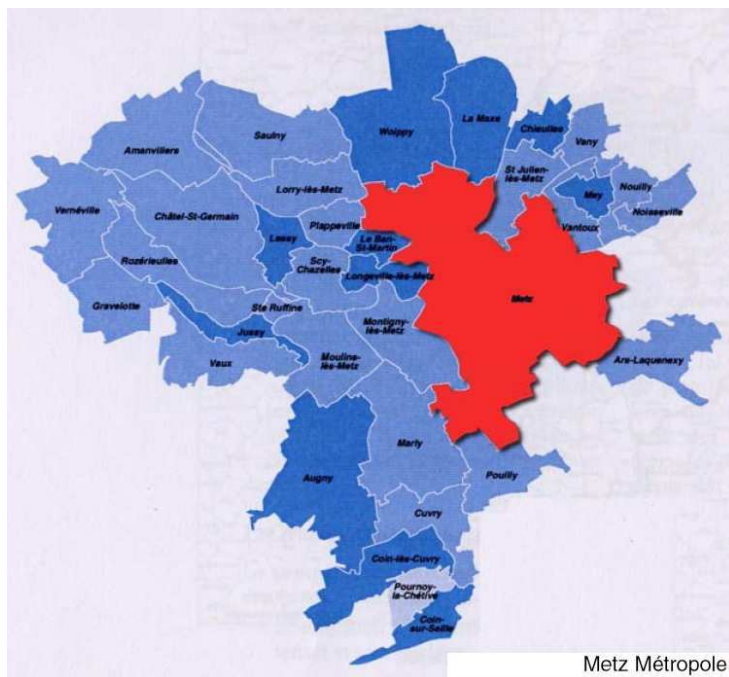 Woippy
La Maxe
Chieulles
Vany
Saulny
Amanvillers
St Julien-
lès-Metz
Mey
Nouilly
Noisseville
Vantoux
Lorry-lès-Metz
Vernéville
Châtel-St-Germain
Plappeville
Lessy
Le Ban-
St-Martin
Scy-
Chazelles
Longeville-lès-Metz
Rozérieulles
Metz
Gravelotte
Ste Ruffine
Jussy
Montigny-
lès-Metz
Vaux
Moulins-
lès-Metz
Ars-Laquenexy
Marly
Augny
Pouilly
Cuvry
Coin-lès-Cuvry
Pournoy-
la-Chétive
Coin-
sur-Seille
Metz Métropole